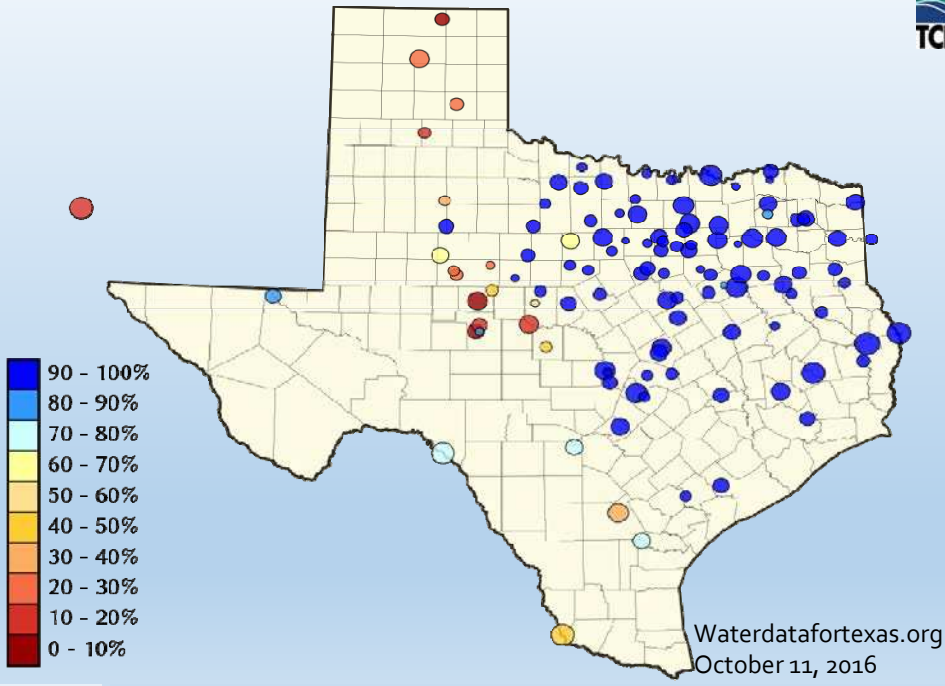 90 - 100%
80 - 90%
70 - 80%
60 - 70%
50 - 60%
40 - 50%
30 - 40%
20 - 30%
10 - 20%
0 - 10%
Waterdatafortexas.org
October 11, 2016